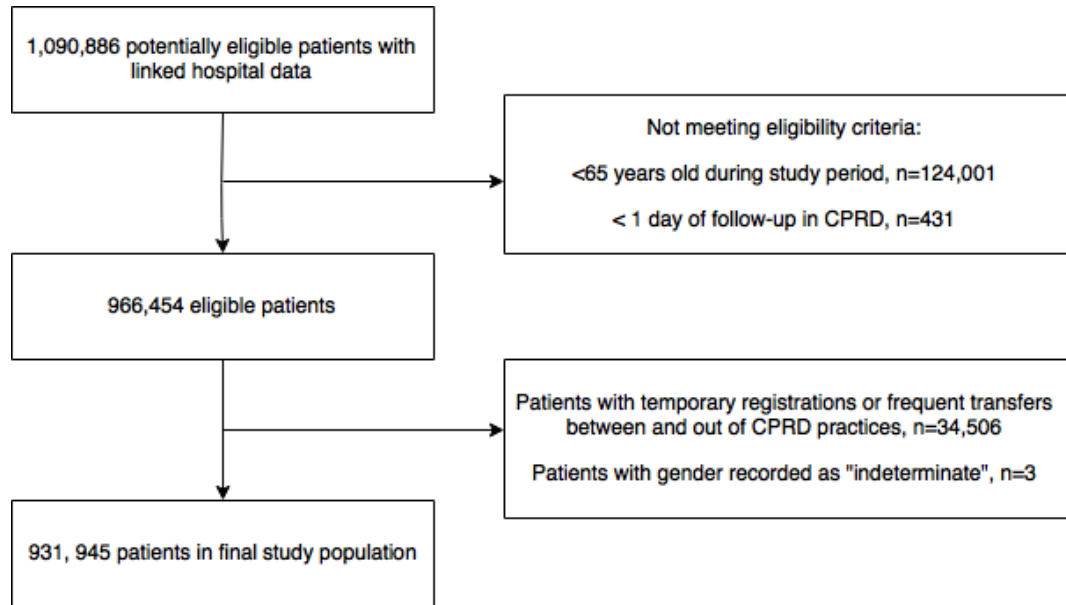 1,090,886 potentially eligible patients with
linked hospital data
Not meeting eligibility criteria:
<65 years old during study period, n=124,001
< 1 day of follow-up in CPRD, n=431
966,454 eligible patients
Patients with temporary registrations or frequent transfers
between and out of CPRD practices, n=34,506
Patients with gender recorded as "indeterminate", n=3
931, 945 patients in final study population